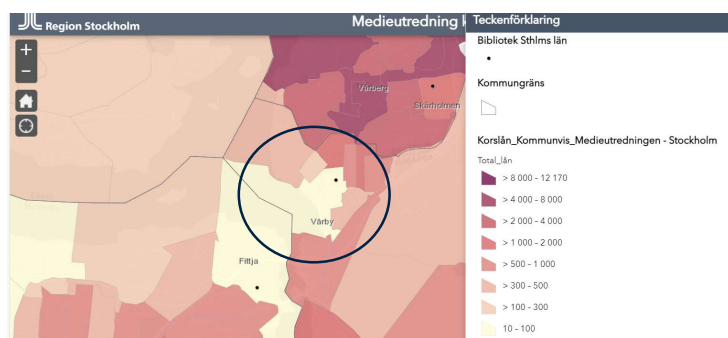 Region Stockholm
Medieutredning k
Teckenförklaring
Bibliotek Sthlms län
Kommungräns
Korslån_Kommunvis_Medieutredningen - Stockholm
Total_lån
> 8 000 - 12 170
> 4 000 - 8 000
> 2 000 - 4 000
> 1 000 - 2 000
> 500 - 1 000
> 300 - 500
> 100 - 300
10 - 100
+
−
Vårberg
Skärholmen
Vårby
Fittja